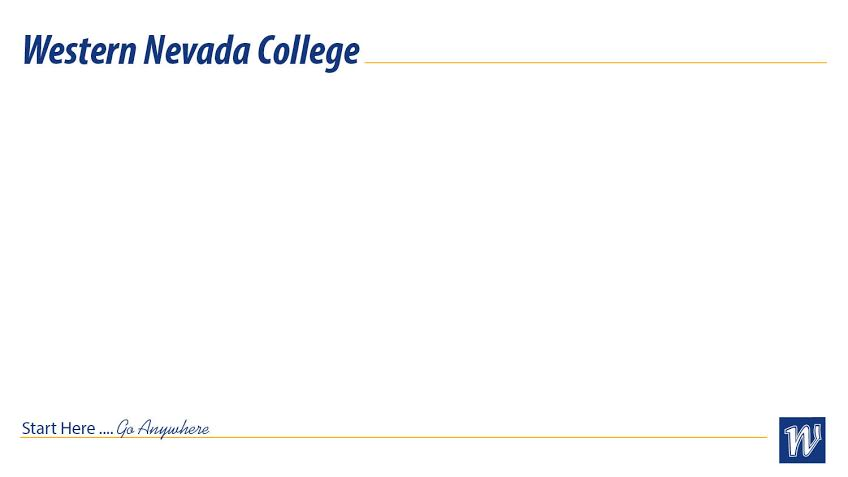 Western Nevada College
Start Here .... Go Anywhere
W